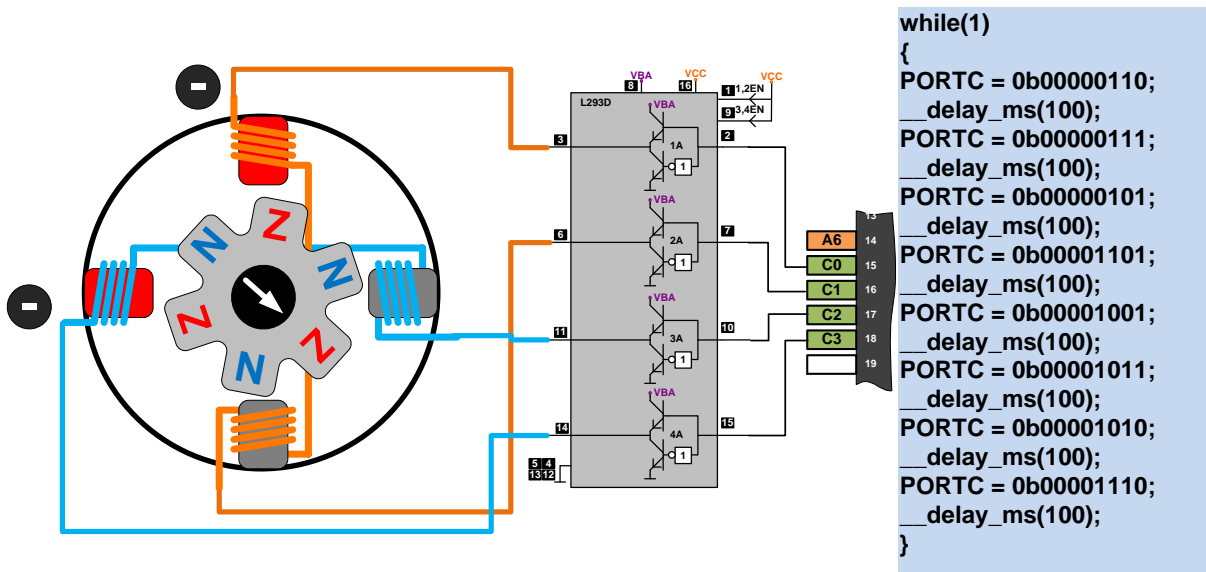 while(1)
{
PORTC = 0b00000110;
__delay_ms(100);
PORTC = 0b00000111;
__delay_ms(100);
PORTC = 0b00000101;
__delay_ms(100);
PORTC = 0b00001101;
__delay_ms(100);
PORTC = 0b00001001;
__delay_ms(100);
PORTC = 0b00001011;
__delay_ms(100);
PORTC = 0b00001010;
__delay_ms(100);
PORTC = 0b00001110;
__delay_ms(100);
}
-
-
Z
N
N
Z
Z
N
VBA
VCC
VCC
8
16
1 1,2EN
9 3,4EN
L293D
VBA
3
1A
1
2
VBA
6
2A
1
7
VBA
11
3A
1
10
VBA
14
4A
1
15
5 4
13 12
13
A6 14
C0 15
C1 16
C2 17
C3 18
19